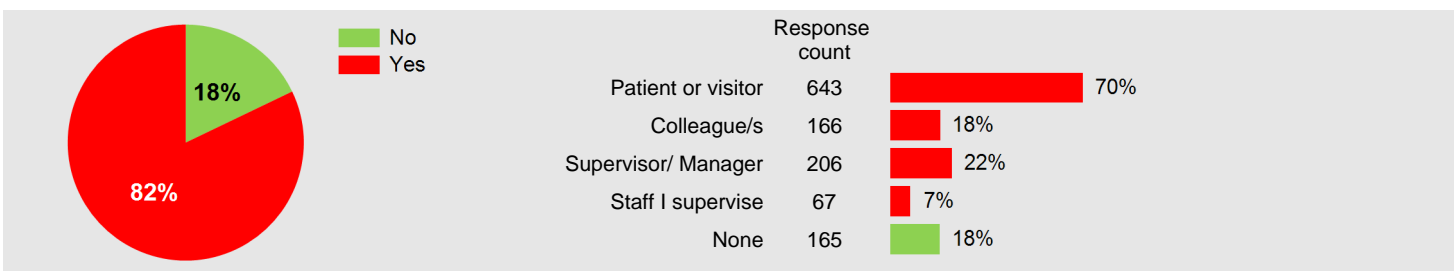 No
Yes
18%
82%
Response
count
Patient or visitor 643 70%
Colleague/s 166 18%
Supervisor/ Manager 206 22%
Staff I supervise 67 7%
None 165 18%